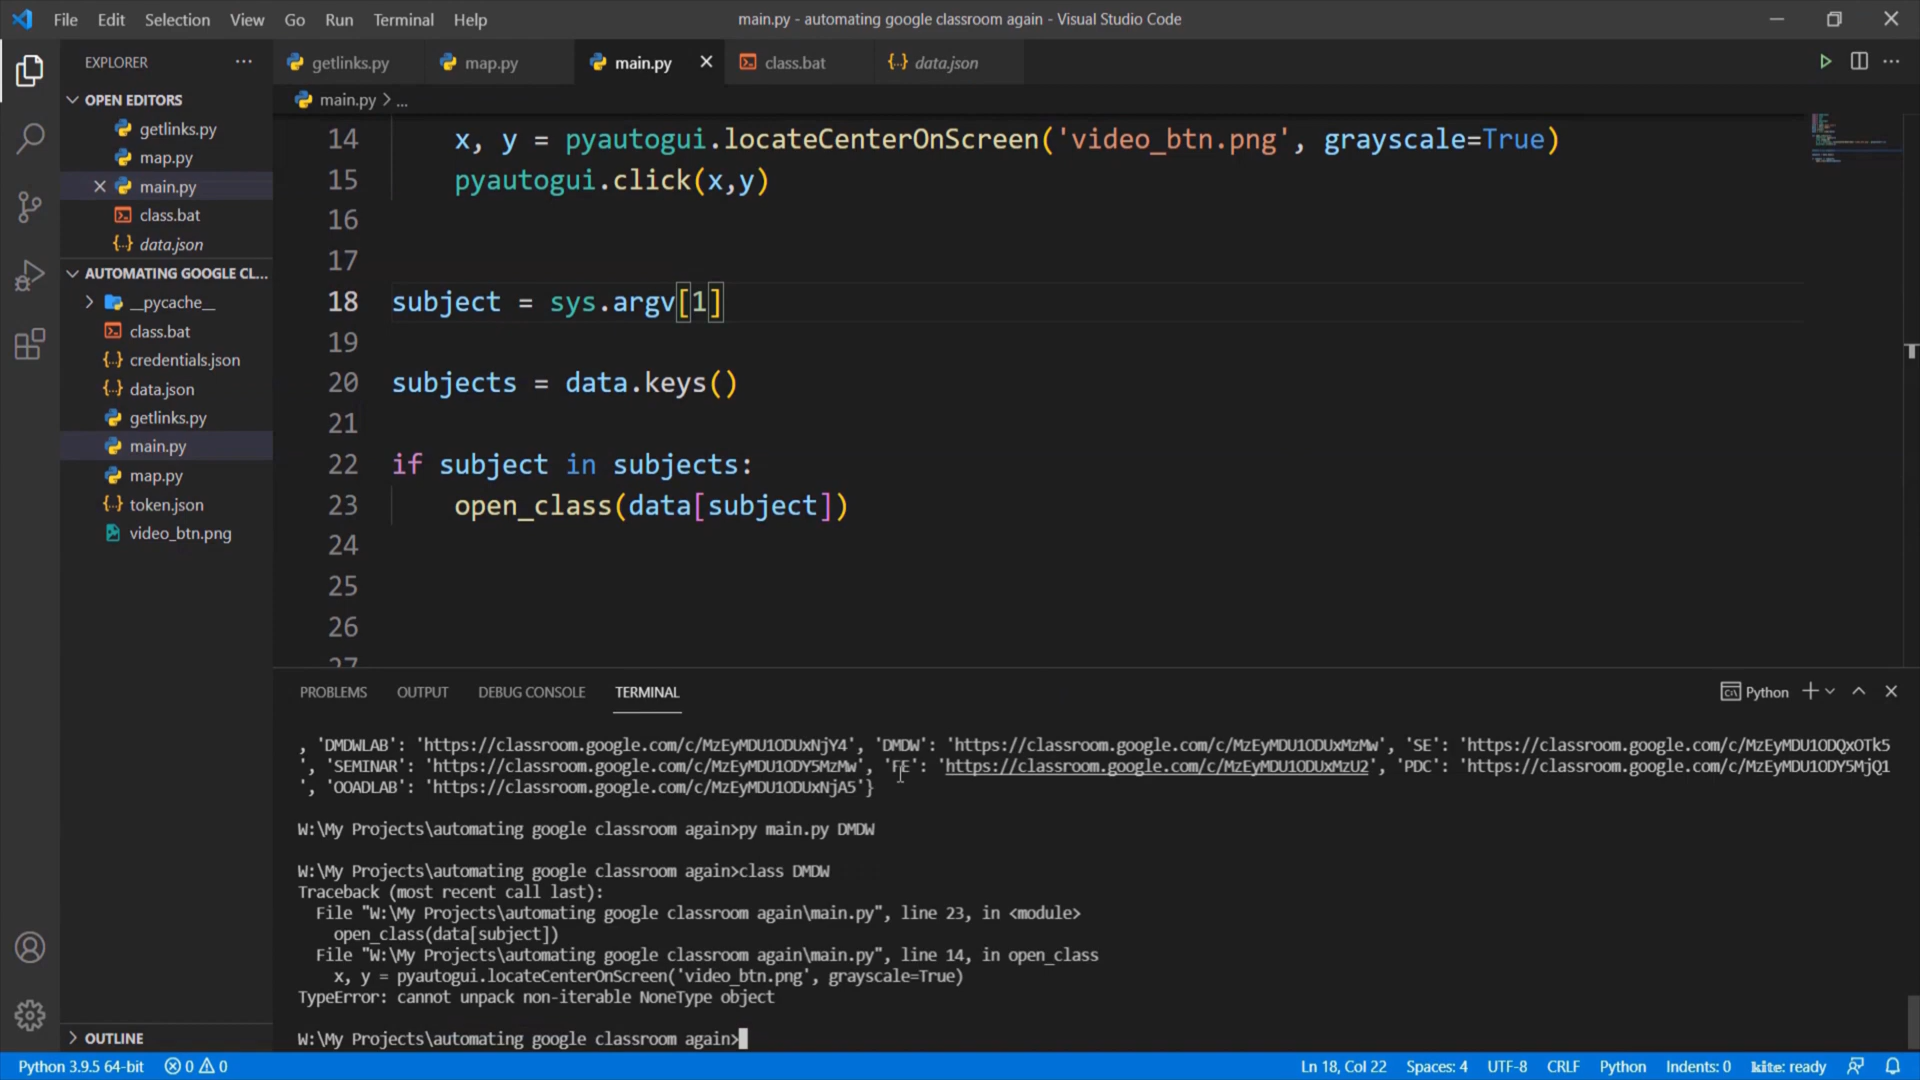 File Edit Selection View Go Run Terminal Help
main.py - automating google classroom again - Visual Studio Code
EXPLORER
OPEN EDITORS
getlinks.py
map.py
main.py
class.bat
data.json
AUTOMATING GOOGLE CL...
__pycache__
class.bat
credentials.json
data.json
getlinks.py
main.py
map.py
token.json
video_btn.png
OUTLINE
getlinks.py map.py main.py class.bat data.json
main.py > ...
14 x, y = pyautogui.locateCenterOnScreen('video_btn.png', grayscale=True)
15 pyautogui.click(x,y)
16
17
18 subject = sys.argv[1]
19
20 subjects = data.keys()
21
22 if subject in subjects:
23 open_class(data[subject])
24
25
26
27
PROBLEMS OUTPUT DEBUG CONSOLE TERMINAL
Python
, 'DMDWLAB': 'https://classroom.google.com/c/MzEyMDU1ODUxNjY4', 'DMDW': 'https://classroom.google.com/c/MzEyMDU1ODUxMzMw', 'SE': 'https://classroom.google.com/c/MzEyMDU1ODQxOTk5
', 'SEMINAR': 'https://classroom.google.com/c/MzEyMDU1ODY5MzMw', 'FE': 'https://classroom.google.com/c/MzEyMDU1ODUxMzU2', 'PDC': 'https://classroom.google.com/c/MzEyMDU1ODY5MjQ1
', 'OOADLAB': 'https://classroom.google.com/c/MzEyMDU1ODUxNjA5'}
W:\My Projects\automating google classroom again>py main.py DMDW
W:\My Projects\automating google classroom again>class DMDW
Traceback (most recent call last):
File "W:\My Projects\automating google classroom again\main.py", line 23, in <module>
open_class(data[subject])
File "W:\My Projects\automating google classroom again\main.py", line 14, in open_class
x, y = pyautogui.locateCenterOnScreen('video_btn.png', grayscale=True)
TypeError: cannot unpack non-iterable NoneType object
W:\My Projects\automating google classroom again>
Python 3.9.5 64-bit 0 0 Ln 18, Col 22 Spaces: 4 UTF-8 CRLF Python Indents: 0 kite: ready